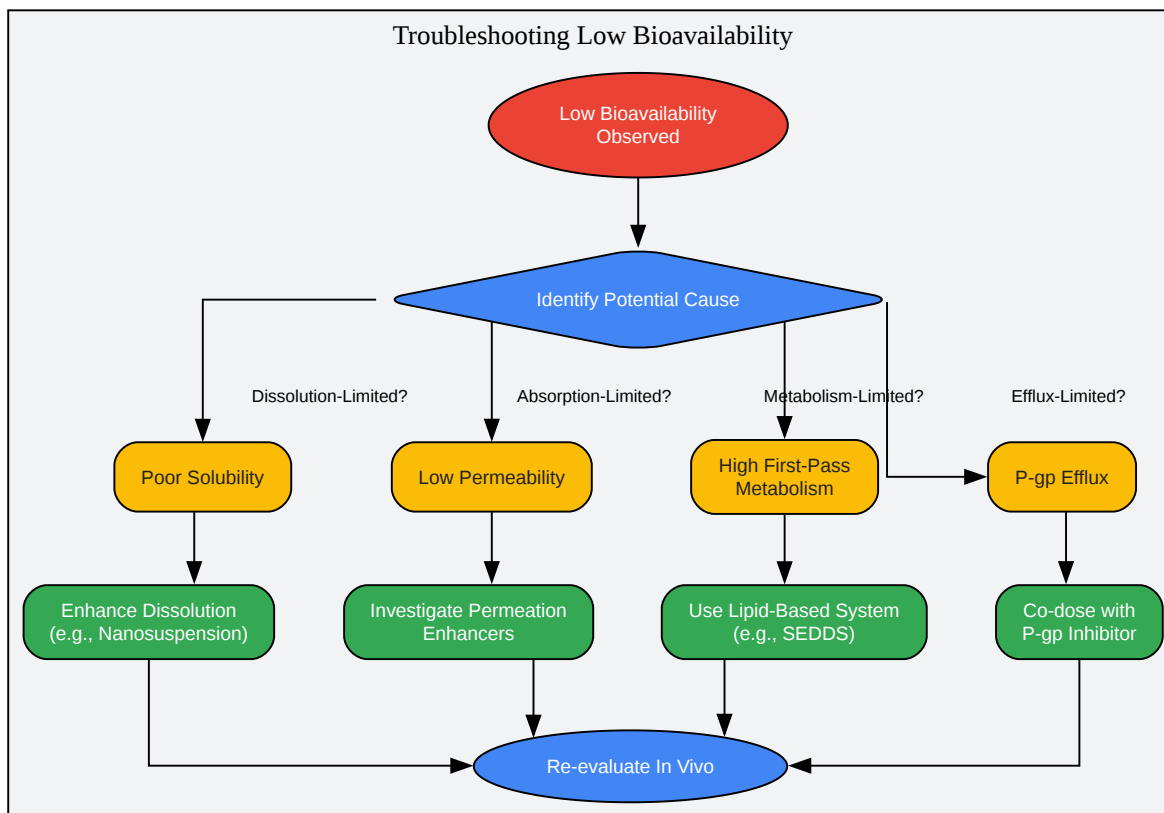 Troubleshooting Low Bioavailability
Low Bioavailability
Observed
Identify Potential Cause
Dissolution-Limited?
Absorption-Limited?
Metabolism-Limited?
Efflux-Limited?
Poor Solubility
Low Permeability
High First-Pass
Metabolism
P-gp Efflux
Enhance Dissolution
(e.g., Nanosuspension)
Investigate Permeation
Enhancers
Use Lipid-Based System
(e.g., SEDDS)
Co-dose with
P-gp Inhibitor
Re-evaluate In Vivo